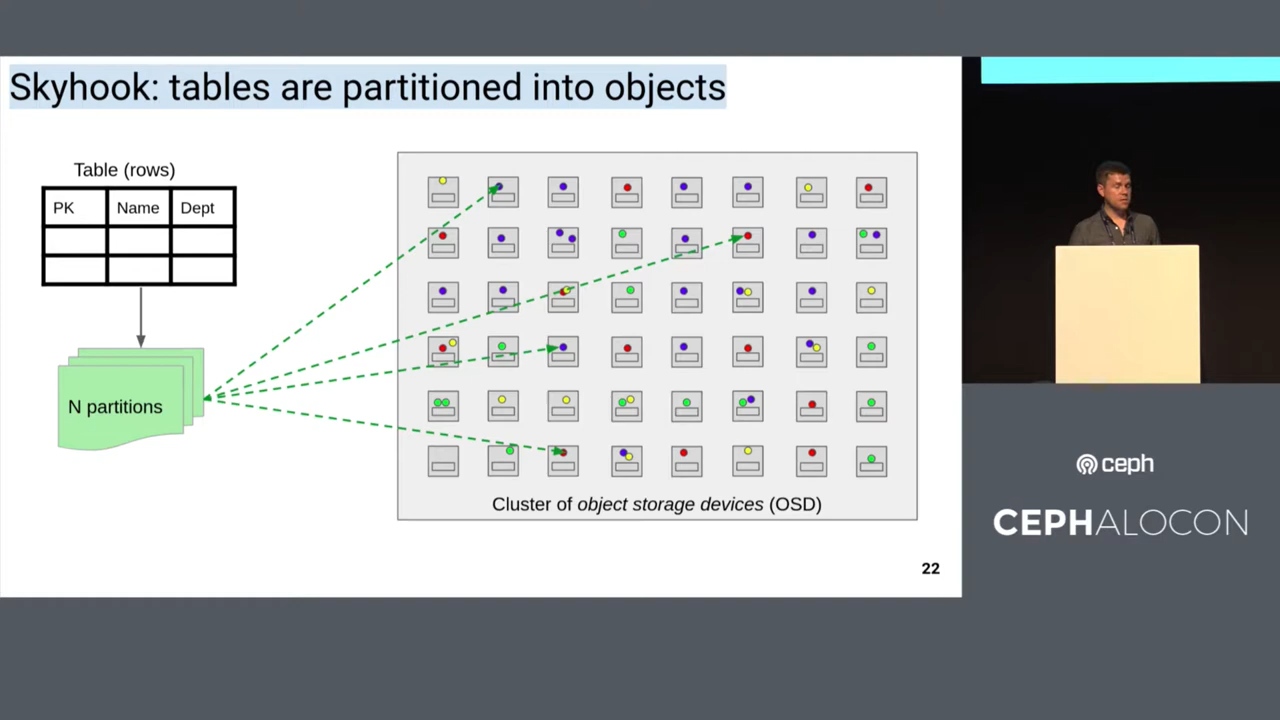 Skyhook: tables are partitioned into objects
Table (rows)
PK Name Dept
N partitions
Cluster of object storage devices (OSD)
22
ceph
CEPHALOCON